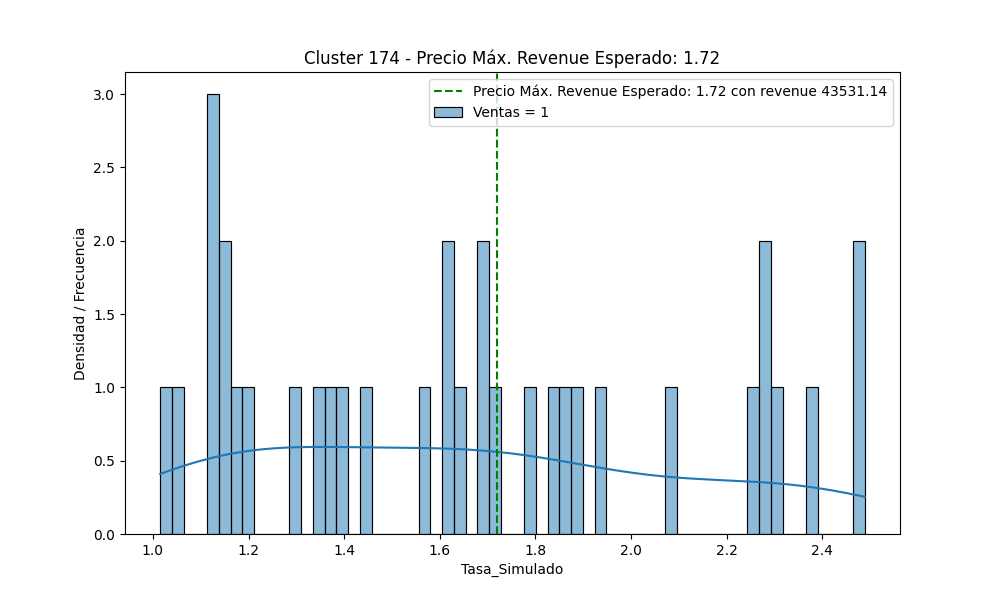 Cluster 174 - Precio Máx. Revenue Esperado: 1.72
Precio Máx. Revenue Esperado: 1.72 con revenue 43531.14
Ventas = 1
Densidad / Frecuencia
3.0
2.5
2.0
1.5
1.0
0.5
0.0
1.0 1.2 1.4 1.6 1.8 2.0 2.2 2.4
Tasa_Simulado